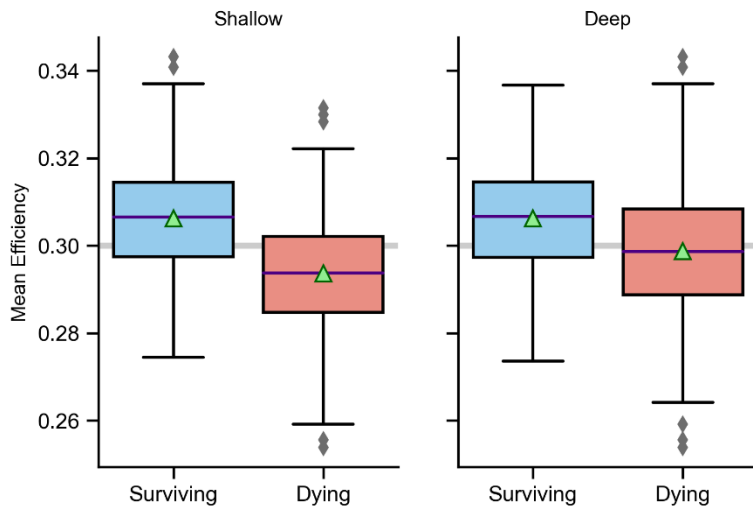 Shallow
Deep
Mean Efficiency
0.34
0.32
0.30
0.28
0.26
Surviving
Dying
Surviving
Dying